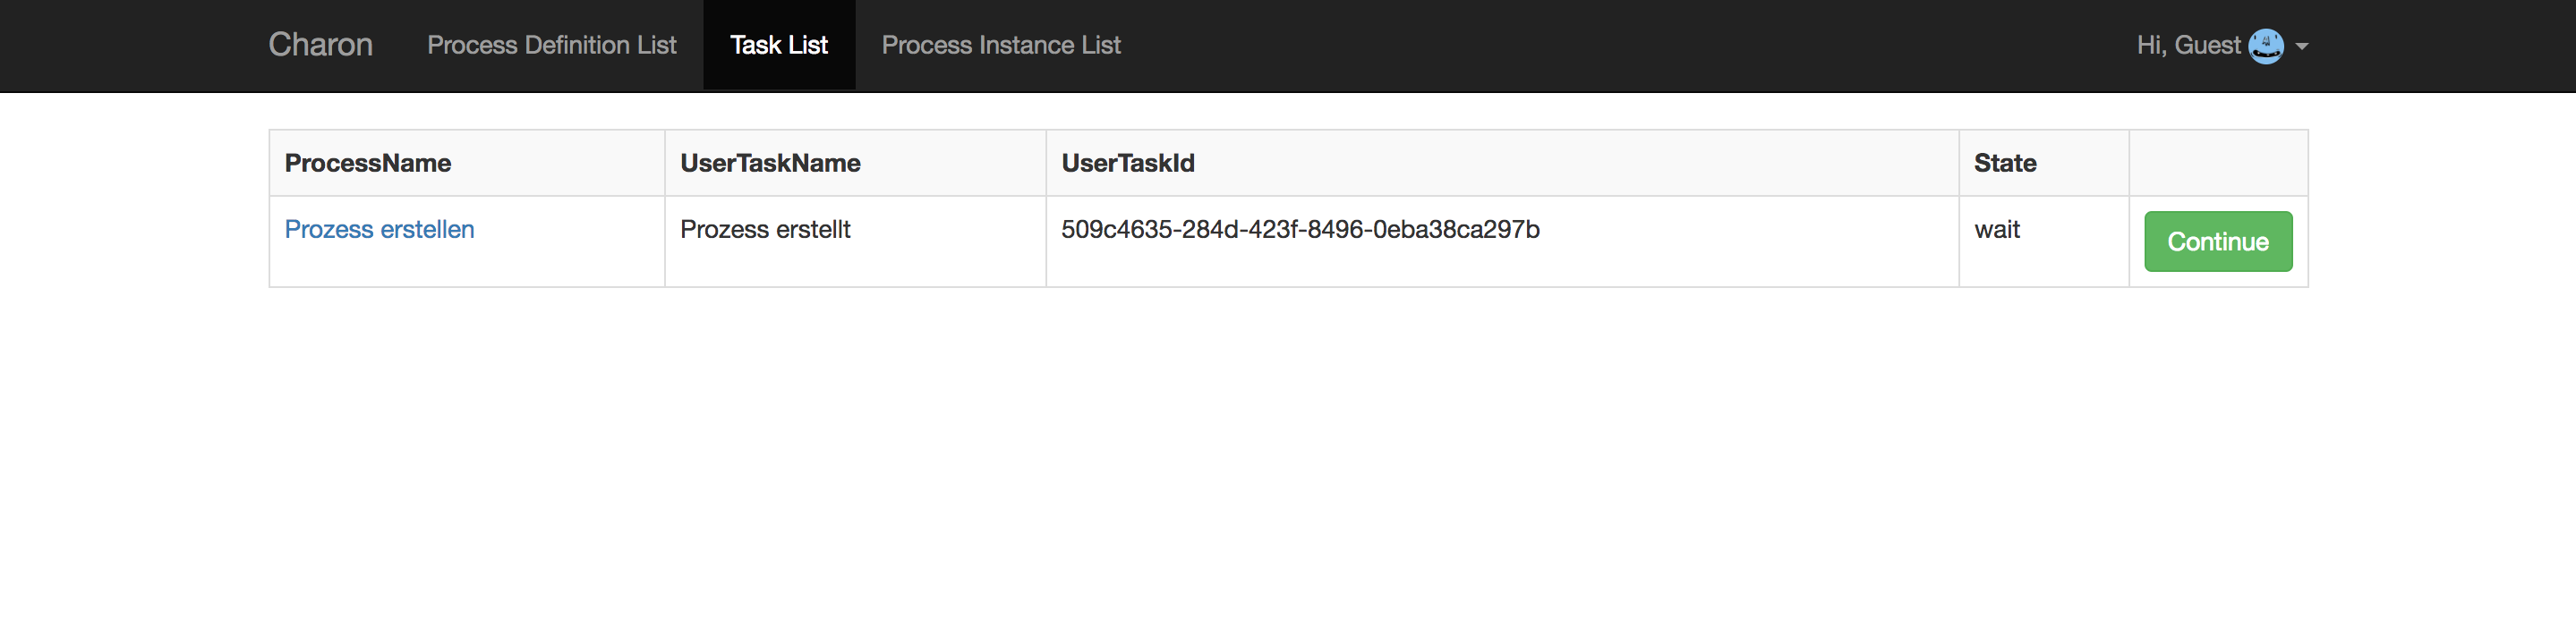 Charon Process Definition List Task List Process Instance List Hi, Guest
ProcessName UserTaskName UserTaskId State
Prozess erstellen Prozess erstellt 509c4635-284d-423f-8496-0eba38ca297b wait Continue